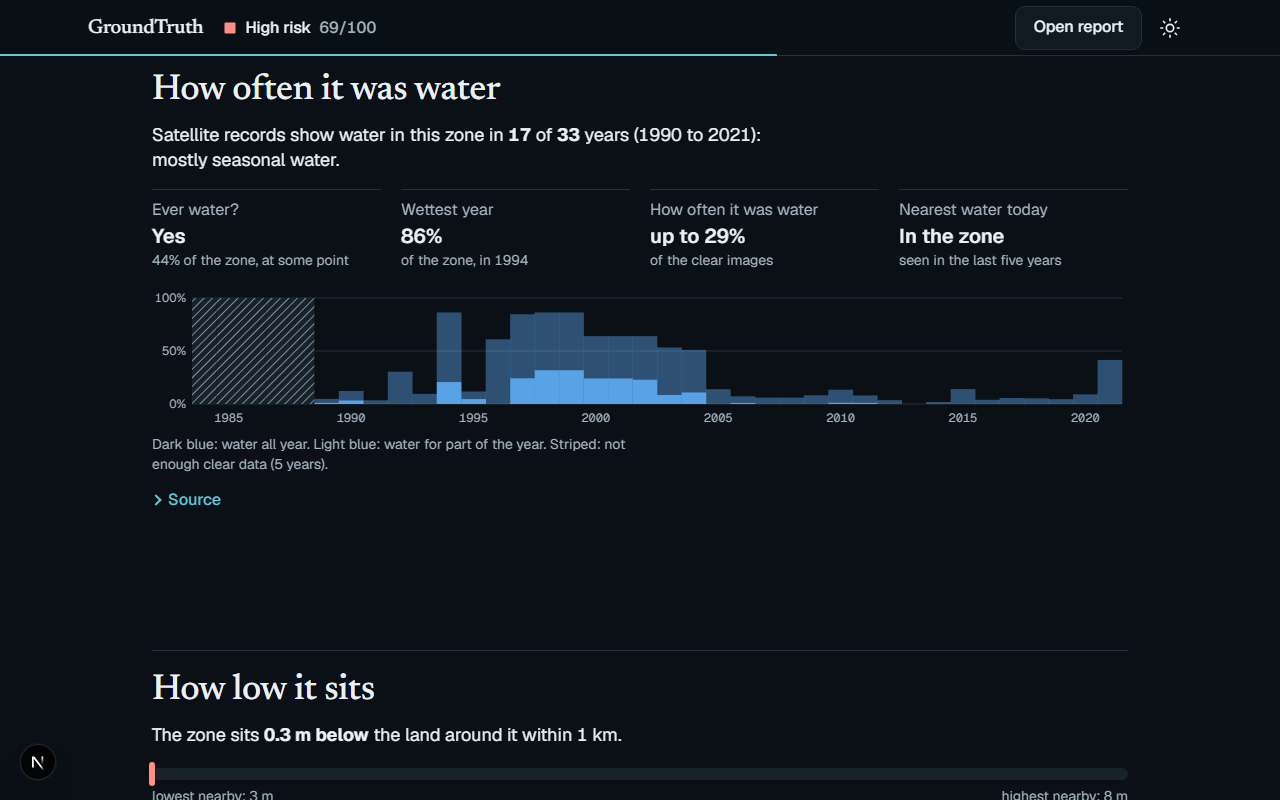 GroundTruth
High risk 69/100
Open report
How often it was water
Satellite records show water in this zone in 17 of 33 years (1990 to 2021):
mostly seasonal water.
Ever water?
Yes
44% of the zone, at some point
Wettest year
86%
of the zone, in 1994
How often it was water
up to 29%
of the clear images
Nearest water today
In the zone
seen in the last five years
100%
50%
0%
1985 1990 1995 2000 2005 2010 2015 2020
Dark blue: water all year. Light blue: water for part of the year. Striped: not
enough clear data (5 years).
Source
How low it sits
The zone sits 0.3 m below the land around it within 1 km.
lowest nearby: 3 m
highest nearby: 8 m
N